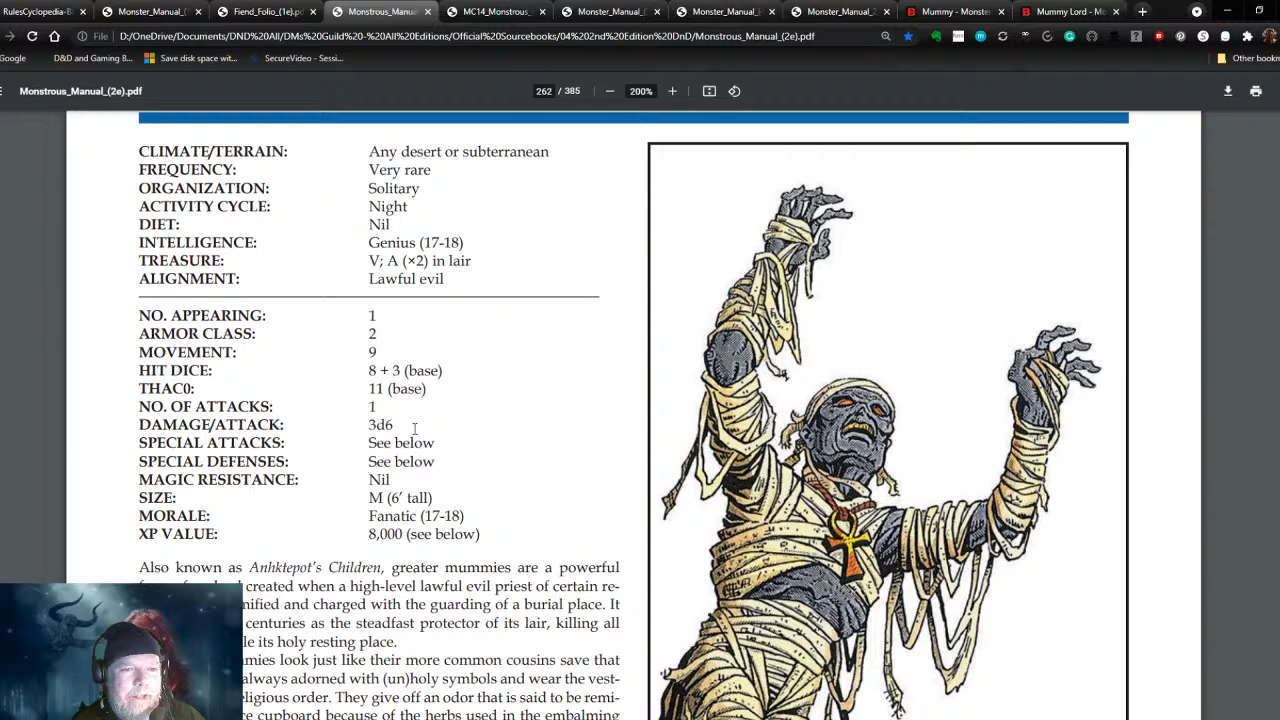 RulesCyclopedia-B
Monster_Manual_(1
Fiend_Folio_(1e).pd
Monstrous_Manual
MC14_Monstrous_
Monster_Manual_(
Monster_Manual_(
Monster_Manual_2
Mummy - Monster
Mummy Lord - Mo
File
D:/OneDrive/Documents/DND%20All/DMs%20Guild%20-%20All%20Editions/Official%20Sourcebooks/04%202nd%20Edition%20DnD/Monstrous_Manual_(2e).pdf
Google
D&D and Gaming B...
Save disk space wit...
SecureVideo - Sessi...
Other bookm
Monstrous_Manual_(2e).pdf
262 / 385
200%
CLIMATE/TERRAIN: Any desert or subterranean
FREQUENCY: Very rare
ORGANIZATION: Solitary
ACTIVITY CYCLE: Night
DIET: Nil
INTELLIGENCE: Genius (17-18)
TREASURE: V; A (×2) in lair
ALIGNMENT: Lawful evil
NO. APPEARING: 1
ARMOR CLASS: 2
MOVEMENT: 9
HIT DICE: 8 + 3 (base)
THAC0: 11 (base)
NO. OF ATTACKS: 1
DAMAGE/ATTACK: 3d6
SPECIAL ATTACKS: See below
SPECIAL DEFENSES: See below
MAGIC RESISTANCE: Nil
SIZE: M (6′ tall)
MORALE: Fanatic (17-18)
XP VALUE: 8,000 (see below)
Also known as Anhktepot's Children, greater mummies are a powerful
created when a high-level lawful evil priest of certain re-
mified and charged with the guarding of a burial place. It
centuries as the steadfast protector of its lair, killing all
le its holy resting place.
mies look just like their more common cousins save that
always adorned with (un)holy symbols and wear the vest-
eligious order. They give off an odor that is said to be remi-
ce cupboard because of the herbs used in the embalming